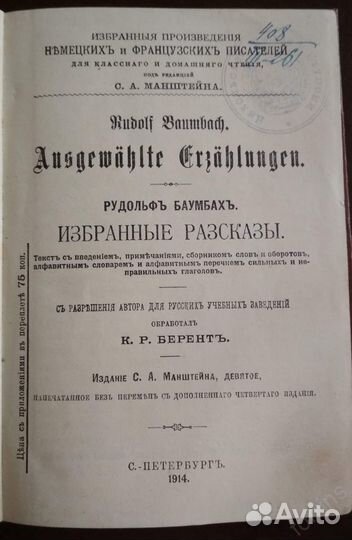 ИЗБРАННЫЯ ПРОИЗВЕДЕНІЯ
НѢМЕЦКИХЪ и ФРАНЦУЗСКИХЪ ПИСАТЕЛЕЙ
ДЛЯ КЛАССНАГО И ДОМАШНЯГО ЧТЕНІЯ,
ПОДЪ РЕДАКЦІЕЙ
С. А. МАНШТЕЙНА.
408
Rudolf Baumbach.
Ausgewählte Erzählungen.
РУДОЛЬФЪ БАУМБАХЪ.
ИЗБРАННЫЕ РАЗСКАЗЫ.
Текстъ съ введеніемъ, примѣчаніями, сборникомъ словъ и оборотовъ,
алфавитнымъ словаремъ и алфавитнымъ перечнемъ сильныхъ и не-
правильныхъ глаголовъ.
СЪ РАЗРѢШЕНІЯ АВТОРА ДЛЯ РУССКИХЪ УЧЕБНЫХЪ ЗАВЕДЕНІЙ
ОБРАБОТАЛЪ
К. Р. БЕРЕНТЪ.
Изданіе С. А. Манштейна, девятое,
НАПЕЧАТАННОЕ БЕЗЪ ПЕРЕМѢНЪ СЪ ДОПОЛНЕННАГО ЧЕТВЕРТАГО ИЗДАНІЯ.
С.-ПЕТЕРБУРГЪ.
1914.
Цѣна съ приложеніями въ переплетѣ 75 коп.
Avito